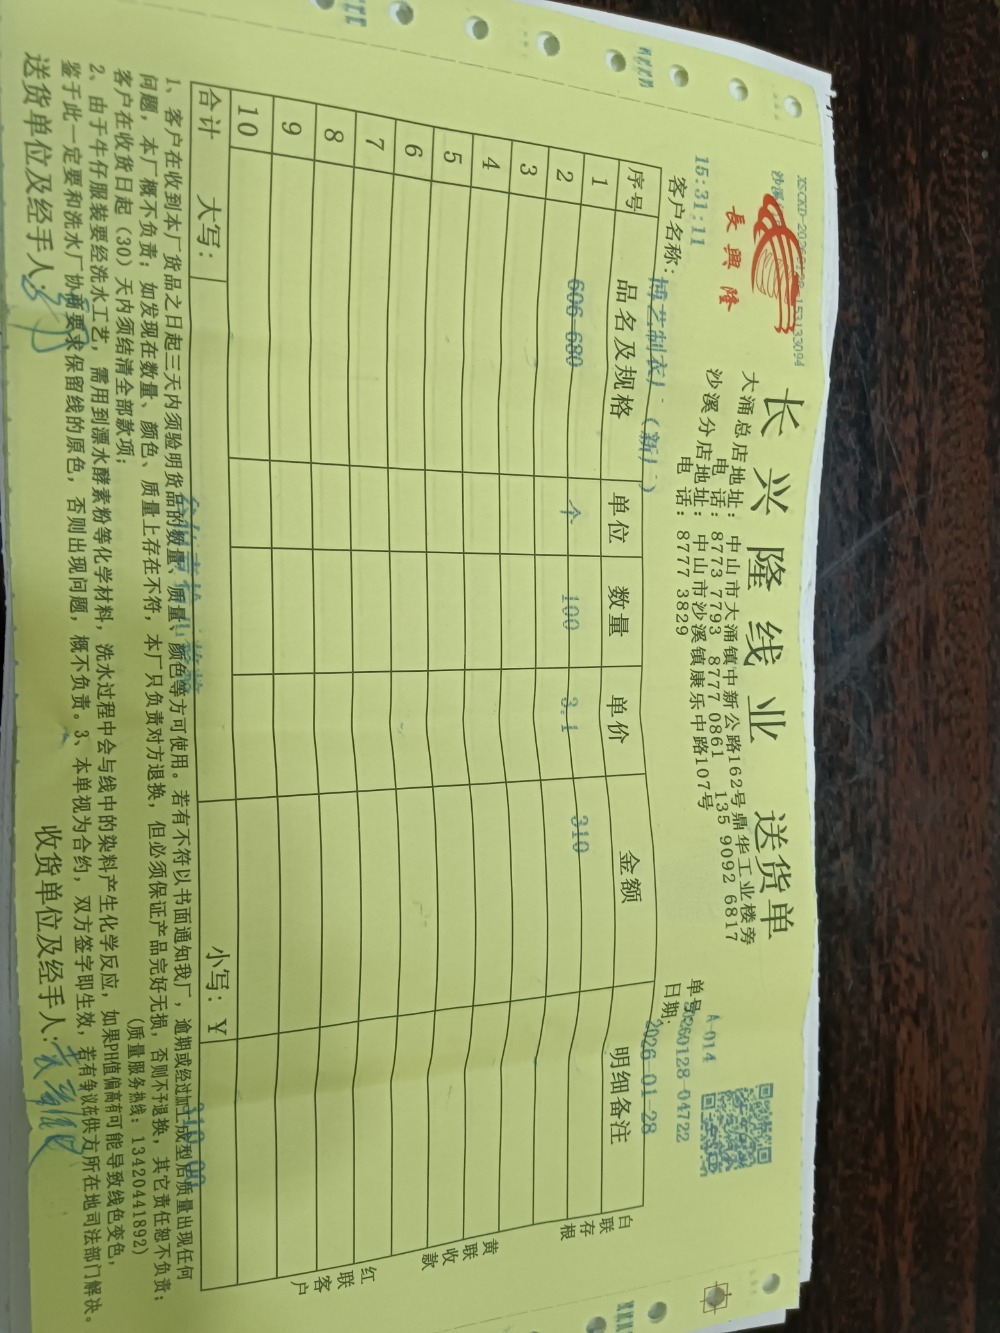 長興隆
长兴隆线业 送货单
大涌总店地址：中山市大涌镇中新公路162号鼎华工业楼旁
电 话：8773 7793 8777 0861 135 9092 6817
沙溪分店地址：中山市沙溪镇康乐中路107号
电 话：8777 3829
A-014
单号:20260128-04722
15:31:11
客户名称：博艺制衣厂（新厂）
日期: 2026-01-28
序号 品名及规格 单位 数量 单价 金额 明细备注
1 606-680 个 100 3.1 310
2
3
4
5
6
7
8
9
10
合计 大写： 小写：￥ 310.00
白联存根
黄联收款
红联客户
1、客户在收到本厂货品之日起三天内须验明货品的数量、质量、颜色等方可使用。若有不符以书面通知我厂，逾期或经过加工成型后质量出现任何
问题，本厂概不负责；如发现在数量、颜色、质量上存在不符，本厂只负责对方退换，但必须保证产品完好无损，否则不予退换，其它责任恕不负责；
客户在收货日起（30）天内须结清全部款项； （质量服务热线：13420441892）
2、由于牛仔服装要经洗水工艺，需用到漂水酵素粉等化学材料，洗水过程中会与线中的染料产生化学反应，如果PH值偏高有可能导致线色变色，
鉴于此一定要和洗水厂协商要求保留线的原色，否则出现问题，概不负责。3、本单视为合约，双方签字即生效，若有争议在供方所在地司法部门解决。
送货单位及经手人： 收货单位及经手人：